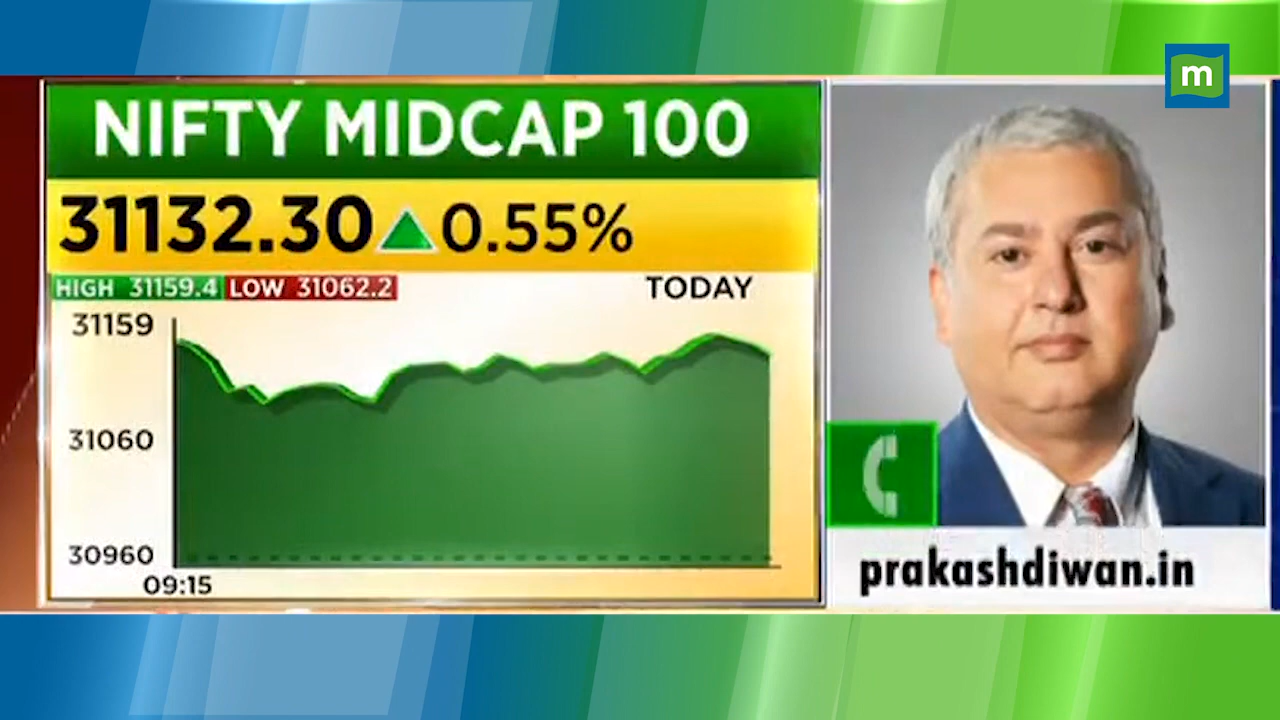 m
NIFTY MIDCAP 100
31132.30 ▲ 0.55%
HIGH 31159.4 LOW 31062.2 TODAY
31159
31060
30960
09:15
prakashdiwan.in